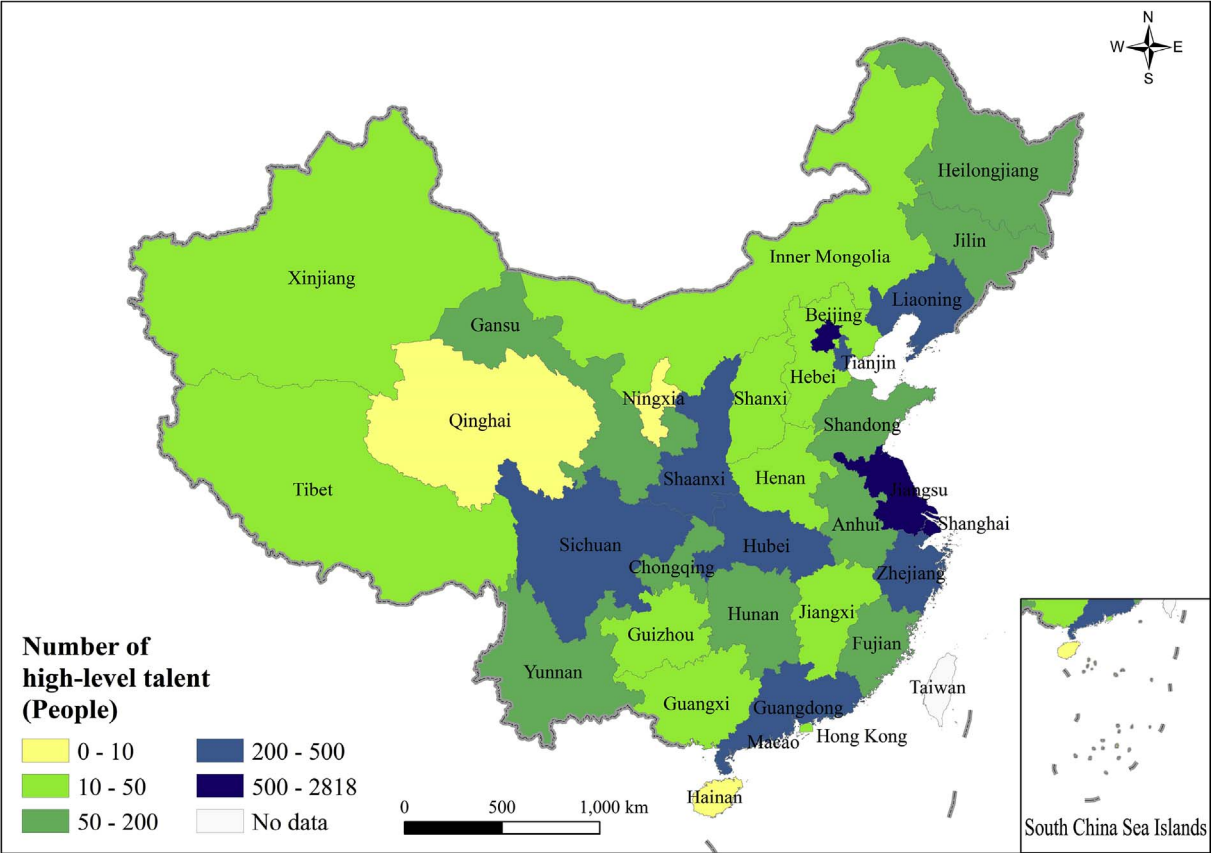 N
W E
S
Heilongjiang
Jilin
Inner Mongolia
Xinjiang
Liaoning
Beijing
Gansu
Tianjin
Hebei
Ningxia
Shanxi
Qinghai
Shandong
Shaanxi
Henan
Tibet
Jiangsu
Anhui
Shanghai
Sichuan
Hubei
Chongqing
Zhejiang
Hunan
Jiangxi
Guizhou
Fujian
Yunnan
Taiwan
Guangxi
Guangdong
Macao
Hong Kong
Hainan
Number of
high-level talent
(People)
0 - 10
10 - 50
50 - 200
200 - 500
500 - 2818
No data
0 500 1,000 km
South China Sea Islands